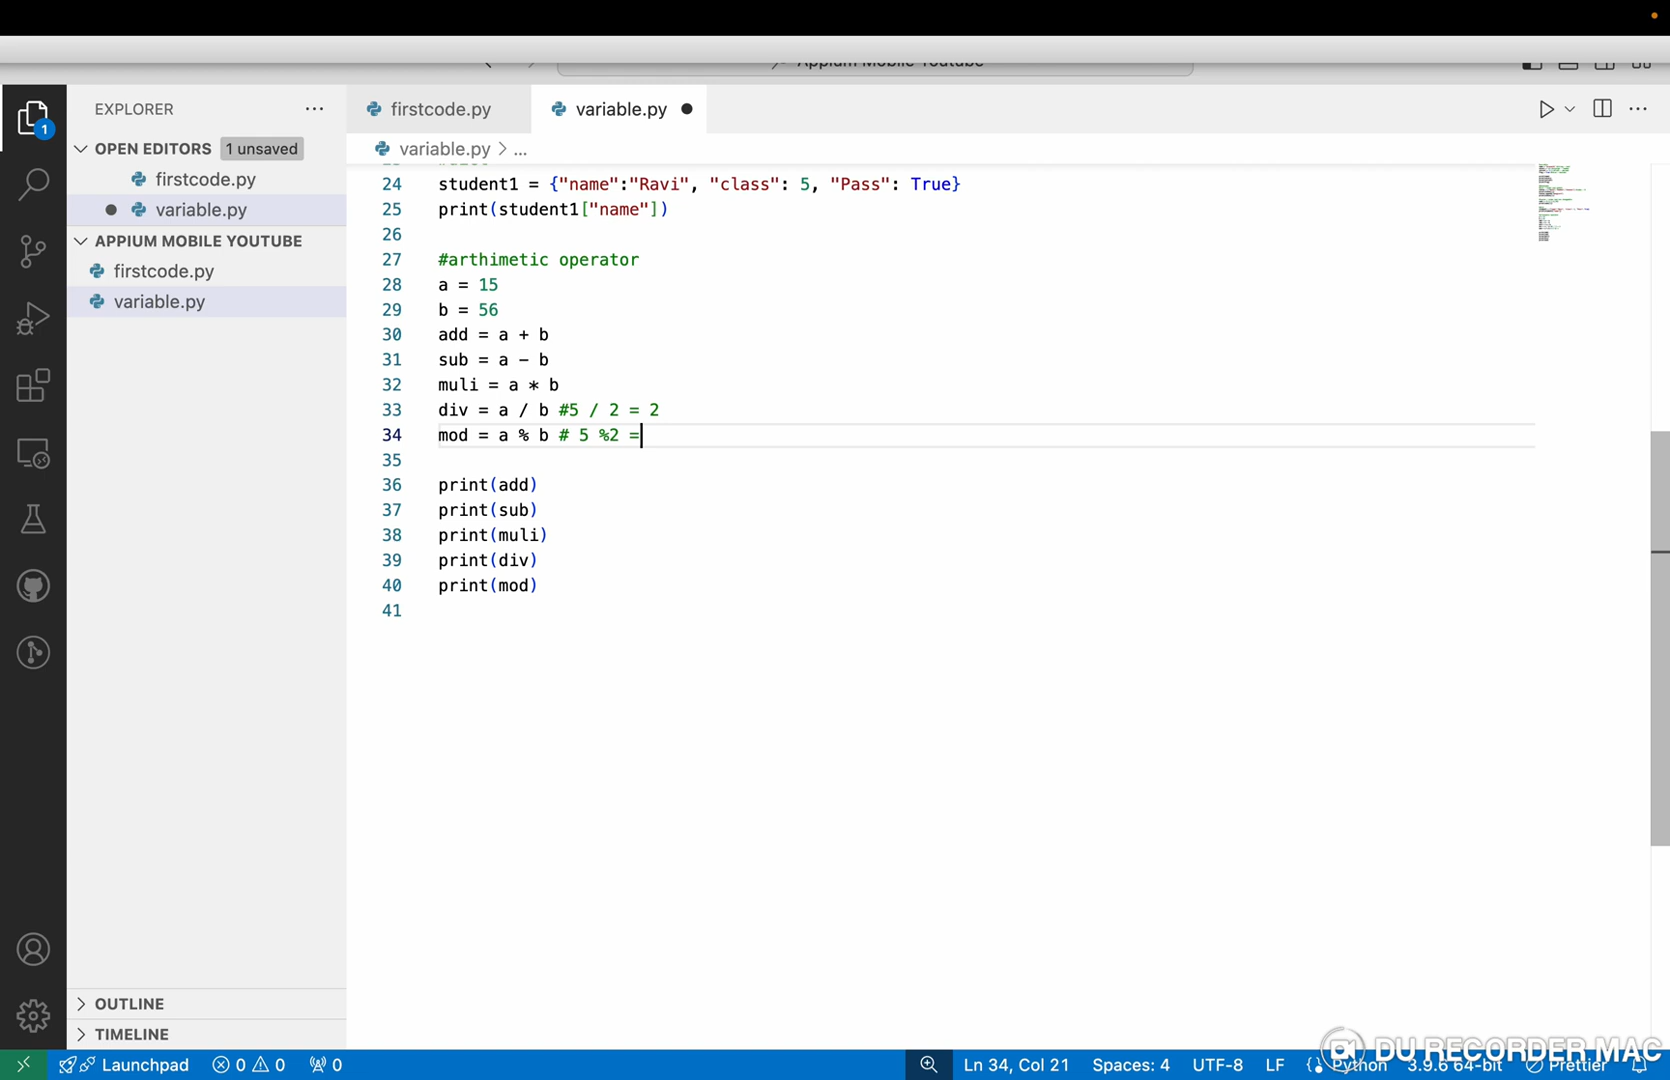 Appium Mobile Youtube
EXPLORER
firstcode.py
variable.py
1
OPEN EDITORS 1 unsaved
variable.py > ...
firstcode.py
variable.py
APPIUM MOBILE YOUTUBE
firstcode.py
variable.py
24 student1 = {"name":"Ravi", "class": 5, "Pass": True}
25 print(student1["name"])
26
27 #arthimetic operator
28 a = 15
29 b = 56
30 add = a + b
31 sub = a - b
32 muli = a * b
33 div = a / b #5 / 2 = 2
34 mod = a % b # 5 %2 =
35
36 print(add)
37 print(sub)
38 print(muli)
39 print(div)
40 print(mod)
41
OUTLINE
TIMELINE
Launchpad 0 0 0 Ln 34, Col 21 Spaces: 4 UTF-8 LF Python 3.9.6 64-bit Prettier
DU RECORDER MAC